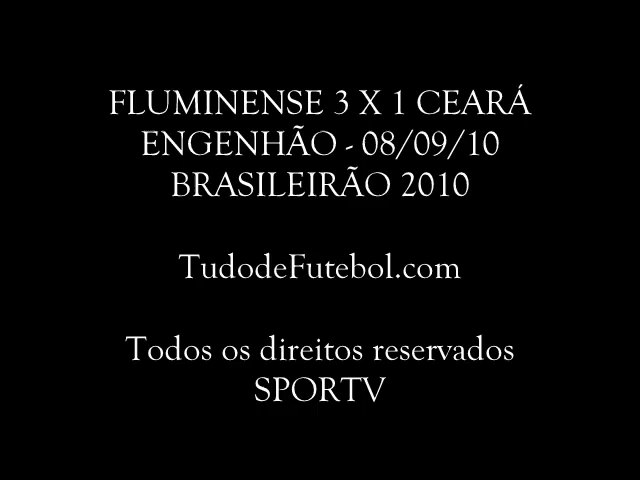 FLUMINENSE 3 X 1 CEARÁ
ENGENHÃO - 08/09/10
BRASILEIRÃO 2010
TudodeFutebol.com
Todos os direitos reservados
SPORTV